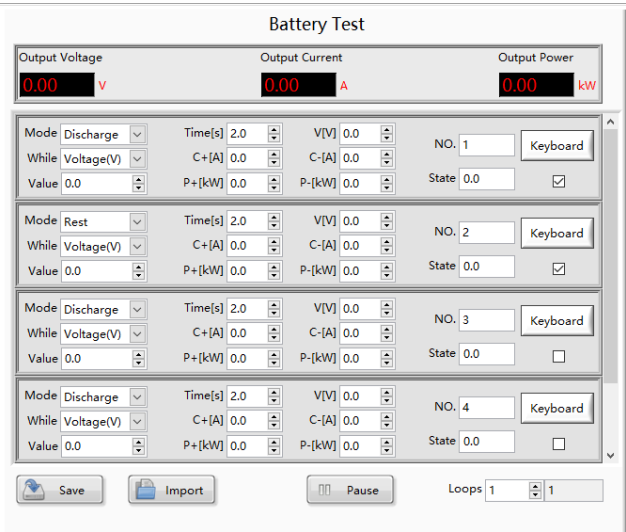 Battery Test
Output Voltage Output Current Output Power
0.00 V 0.00 A 0.00 kW
Mode Discharge Time[s] 2.0 V[V] 0.0 NO. 1 Keyboard
While Voltage(V) C+[A] 0.0 C-[A] 0.0
Value 0.0 P+[kW] 0.0 P-[kW] 0.0 State 0.0
Mode Rest Time[s] 2.0 V[V] 0.0 NO. 2 Keyboard
While Voltage(V) C+[A] 0.0 C-[A] 0.0
Value 0.0 P+[kW] 0.0 P-[kW] 0.0 State 0.0
Mode Discharge Time[s] 2.0 V[V] 0.0 NO. 3 Keyboard
While Voltage(V) C+[A] 0.0 C-[A] 0.0
Value 0.0 P+[kW] 0.0 P-[kW] 0.0 State 0.0
Mode Discharge Time[s] 2.0 V[V] 0.0 NO. 4 Keyboard
While Voltage(V) C+[A] 0.0 C-[A] 0.0
Value 0.0 P+[kW] 0.0 P-[kW] 0.0 State 0.0
Save Import Pause Loops 1 1